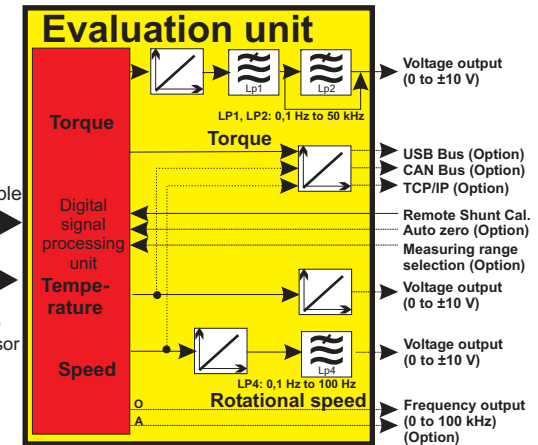 Evaluation unit
Torque
Digital
signal
processing
unit
Tempe-
rature
Speed
Lp1
Lp2
LP1, LP2: 0,1 Hz to 50 kHz
Torque
Lp4
LP4: 0,1 Hz to 100 Hz
Rotational speed
O
A
Voltage output
(0 to ±10 V)
USB Bus (Option)
CAN Bus (Option)
TCP/IP (Option)
Remote Shunt Cal.
Auto zero (Option)
Measuring range
selection (Option)
Voltage output
(0 to ±10 V)
Voltage output
(0 to ±10 V)
Frequency output
(0 to 100 kHz)
(Option)